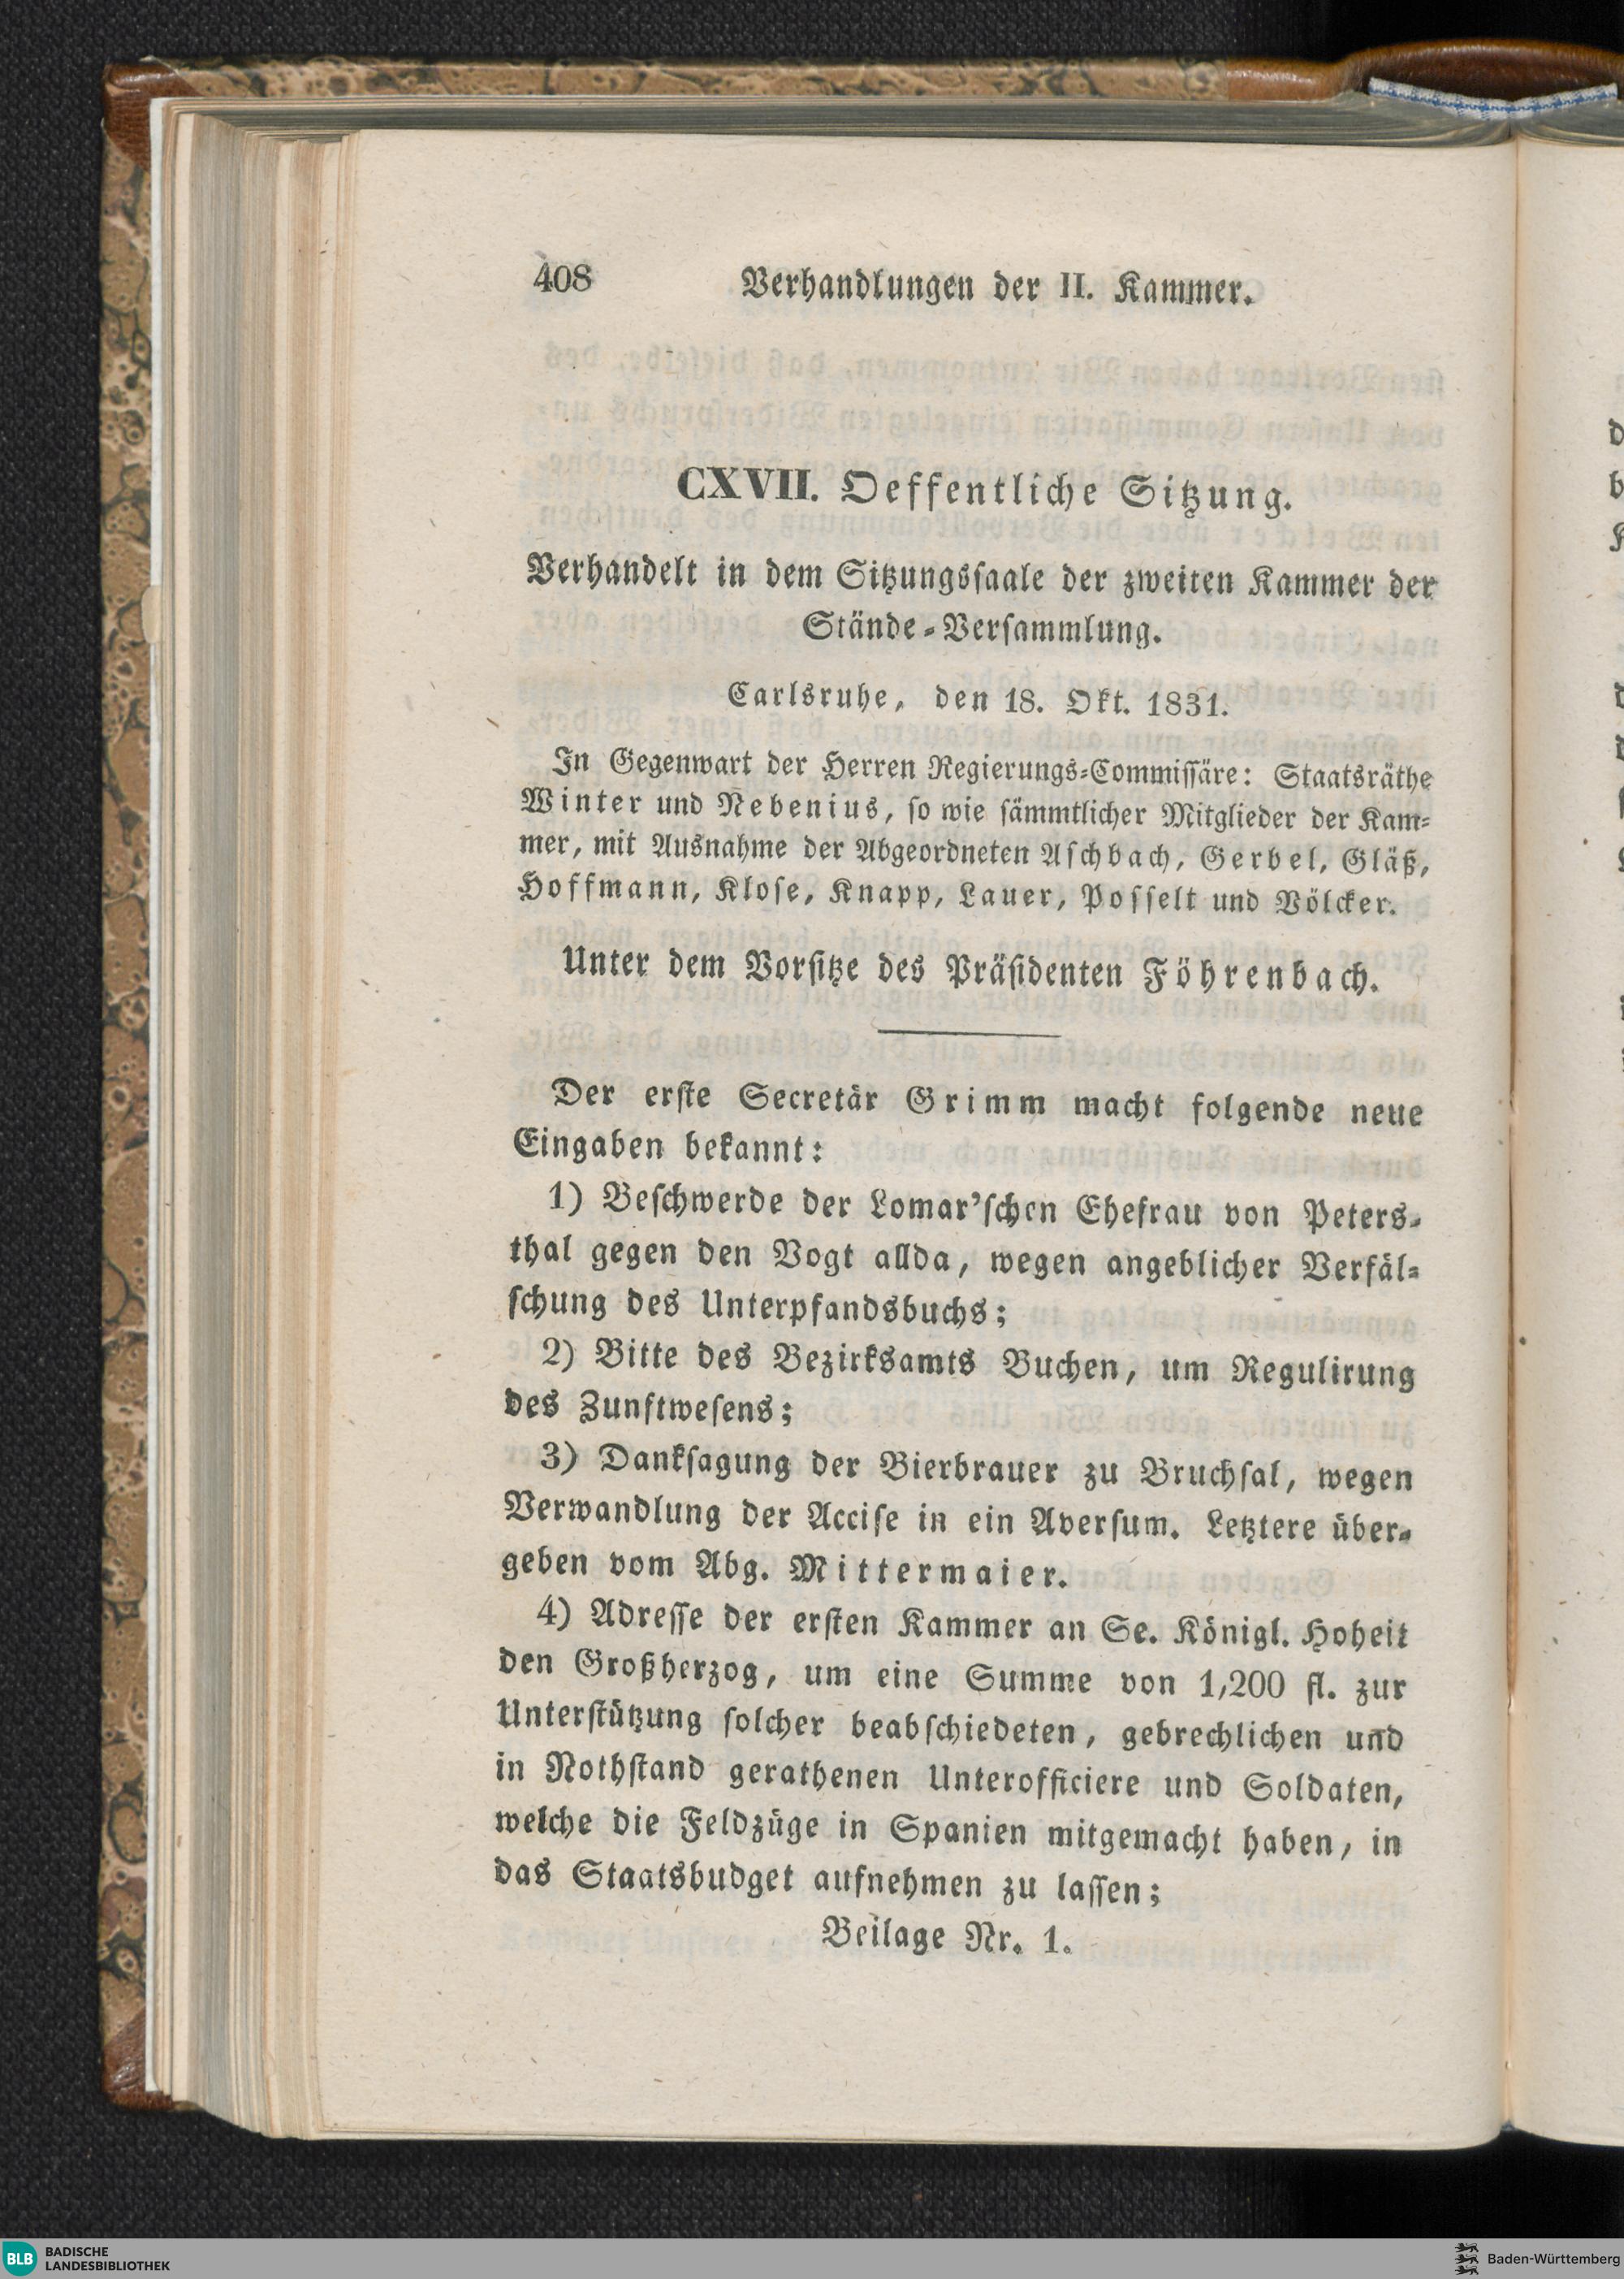 408 Verhandlungen der II. Kammer.
CXVII. Oeffentliche Sitzung.
Verhandelt in dem Sitzungsſaale der zweiten Kammer der
Stände-Verſammlung.
Carlsruhe, den 18. Okt. 1831.
In Gegenwart der Herren Regierungs-Commiſſäre: Staatsräthe
Winter und Nebenius, ſo wie ſämmtlicher Mitglieder der Kam-
mer, mit Ausnahme der Abgeordneten Aſchbach, Gerbel, Gläß,
Hoffmann, Kloſe, Knapp, Lauer, Poſſelt und Völcker.
Unter dem Vorſitze des Präſidenten Föhrenbach.
Der erſte Secretär Grimm macht folgende neue
Eingaben bekannt:
1) Beſchwerde der Lomar'ſchen Ehefrau von Peters-
thal gegen den Vogt allda, wegen angeblicher Verfäl-
ſchung des Unterpfandsbuchs;
2) Bitte des Bezirksamts Buchen, um Regulirung
des Zunftweſens;
3) Dankſagung der Bierbrauer zu Bruchſal, wegen
Verwandlung der Acciſe in ein Averſum. Letztere über-
geben vom Abg. Mittermaier.
4) Adreſſe der erſten Kammer an Se. Königl. Hoheit
den Großherzog, um eine Summe von 1,200 fl. zur
Unterſtützung ſolcher beabſchiedeten, gebrechlichen und
in Nothſtand gerathenen Unterofficiere und Soldaten,
welche die Feldzüge in Spanien mitgemacht haben, in
das Staatsbudget aufnehmen zu laſſen;
Beilage Nr. 1.
BLB BADISCHE
LANDESBIBLIOTHEK
Baden-Württemberg